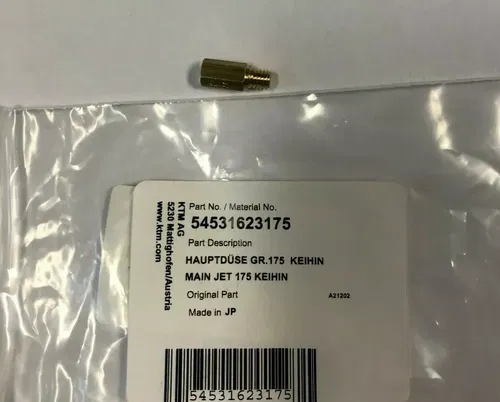 KTM AG
5230 Mattighofen/Austria
www.ktm.com
Part No. / Material No.
54531623175
Part Description
HAUPTDÜSE GR.175 KEIHIN
MAIN JET 175 KEIHIN
Original Part A21202
Made in JP
54531623175